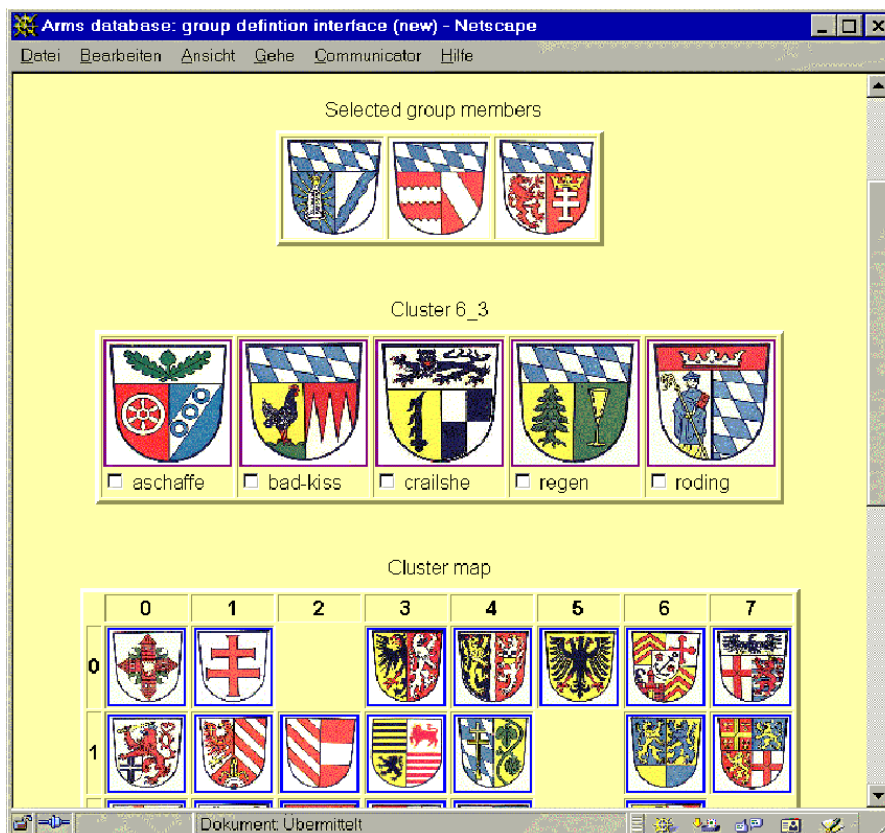 Arms database: group defintion interface (new) - Netscape
Datei Bearbeiten Ansicht Gehe Communicator Hilfe
Selected group members
Cluster 6_3
aschaffe bad-kiss crailshe regen roding
Cluster map
0 1 2 3 4 5 6 7
0
1
Dokument: Übermittelt